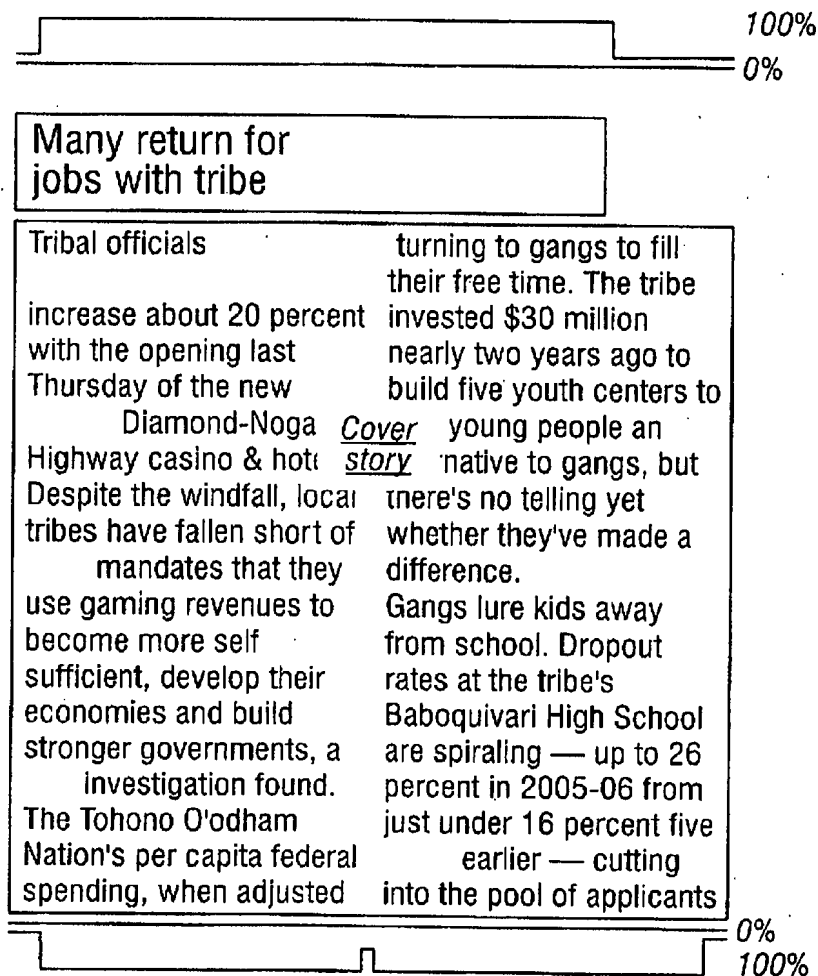 100%
0%
Many return for
jobs with tribe
Tribal officials
increase about 20 percent
with the opening last
Thursday of the new
Diamond-Noga
Highway casino & hot
Despite the windfall, local
tribes have fallen short of
mandates that they
use gaming revenues to
become more self
sufficient, develop their
economies and build
stronger governments, a
investigation found.
The Tohono O'odham
Nation's per capita federal
spending, when adjusted
Cover
story
turning to gangs to fill
their free time. The tribe
invested $30 million
nearly two years ago to
build five youth centers to
young people an
native to gangs, but
there's no telling yet
whether they've made a
difference.
Gangs lure kids away
from school. Dropout
rates at the tribe's
Baboquivari High School
are spiraling — up to 26
percent in 2005-06 from
just under 16 percent five
earlier — cutting
into the pool of applicants
0%
100%